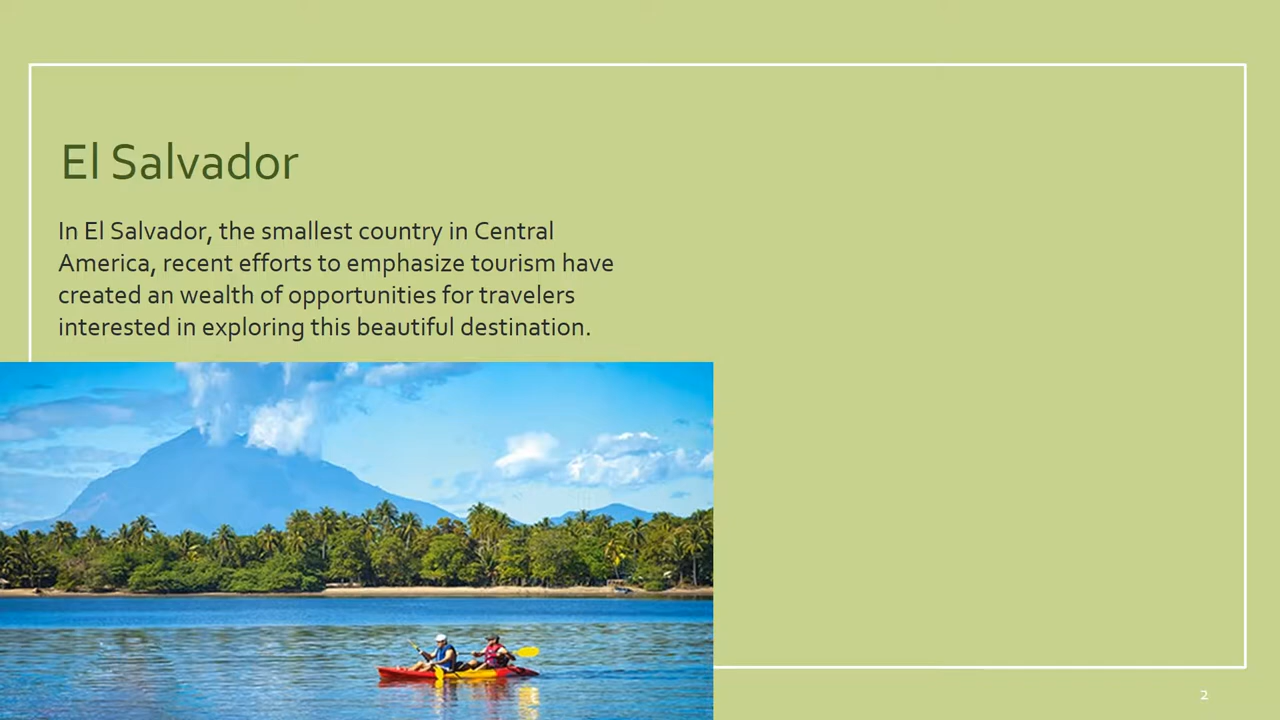 El Salvador
In El Salvador, the smallest country in Central
America, recent efforts to emphasize tourism have
created an wealth of opportunities for travelers
interested in exploring this beautiful destination.
2